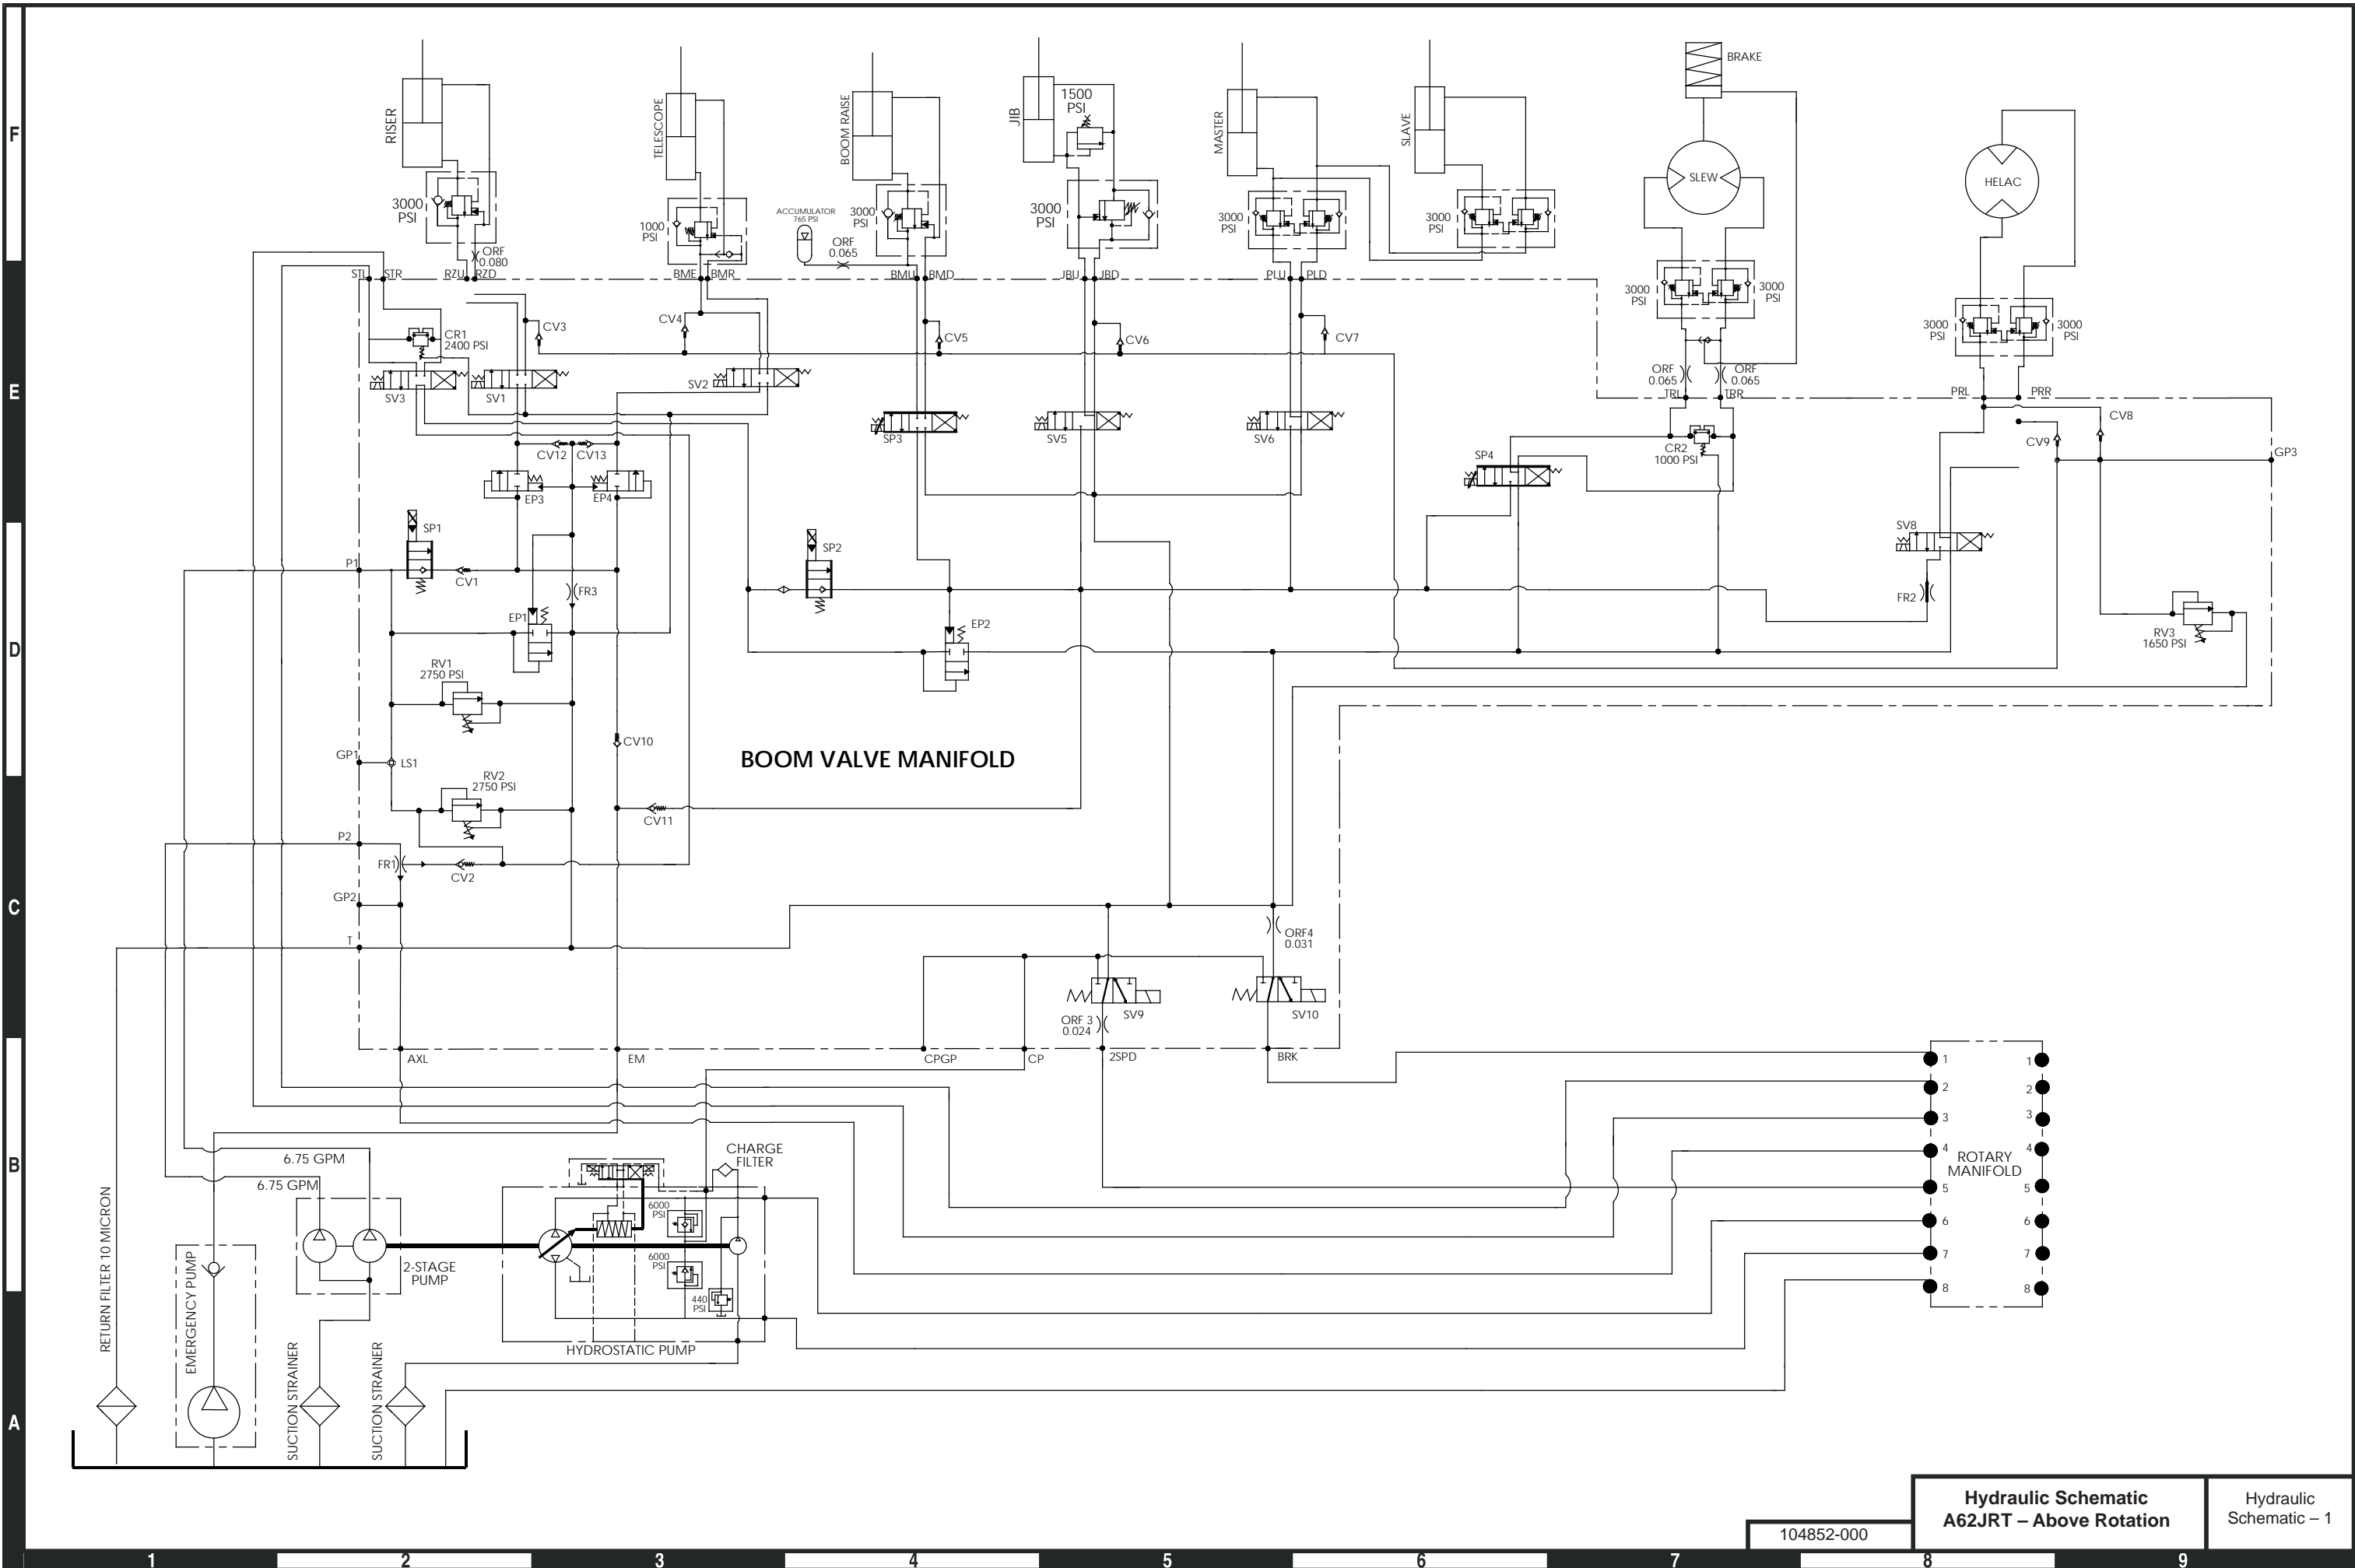 F
E
D
C
B
A
RISER
3000
PSI
ORF
0.080
TELESCOPE
1000
PSI
ACCUMULATOR
765 PSI
ORF
0.065
BOOM RAISE
3000
PSI
JIB
1500
PSI
3000
PSI
MASTER
3000
PSI
SLAVE
3000
PSI
BRAKE
SLEW
3000
PSI
3000
PSI
HELAC
3000
PSI
3000
PSI
STL
STR
RZU
RZD
BME
BMR
BMU
BMD
JBU
JBD
PLU
PLD
CR1
2400 PSI
CV3
CV4
CV5
CV6
CV7
SV3
SV1
SV2
SP3
SV5
SV6
ORF
0.065
ORF
0.065
TRL
TRR
PRL
PRR
CV8
CV9
GP3
CR2
1000 PSI
SP4
CV12
CV13
EP3
EP4
SP1
SP2
SV8
P1
CV1
FR3
EP1
EP2
FR2
RV3
1650 PSI
RV1
2750 PSI
CV10
BOOM VALVE MANIFOLD
GP1
LS1
RV2
2750 PSI
CV11
P2
FR1
CV2
GP2
T
ORF4
0.031
SV9
SV10
ORF 3
0.024
AXL
EM
CPGP
CP
2SPD
BRK
1
2
3
4
5
6
7
8
ROTARY
MANIFOLD
1
2
3
4
5
6
7
8
6.75 GPM
6.75 GPM
CHARGE
FILTER
6000
PSI
6000
PSI
440
PSI
2-STAGE
PUMP
HYDROSTATIC PUMP
RETURN FILTER 10 MICRON
EMERGENCY PUMP
SUCTION STRAINER
SUCTION STRAINER
104852-000
Hydraulic Schematic
A62JRT – Above Rotation
Hydraulic
Schematic – 1
1
2
3
4
5
6
7
8
9